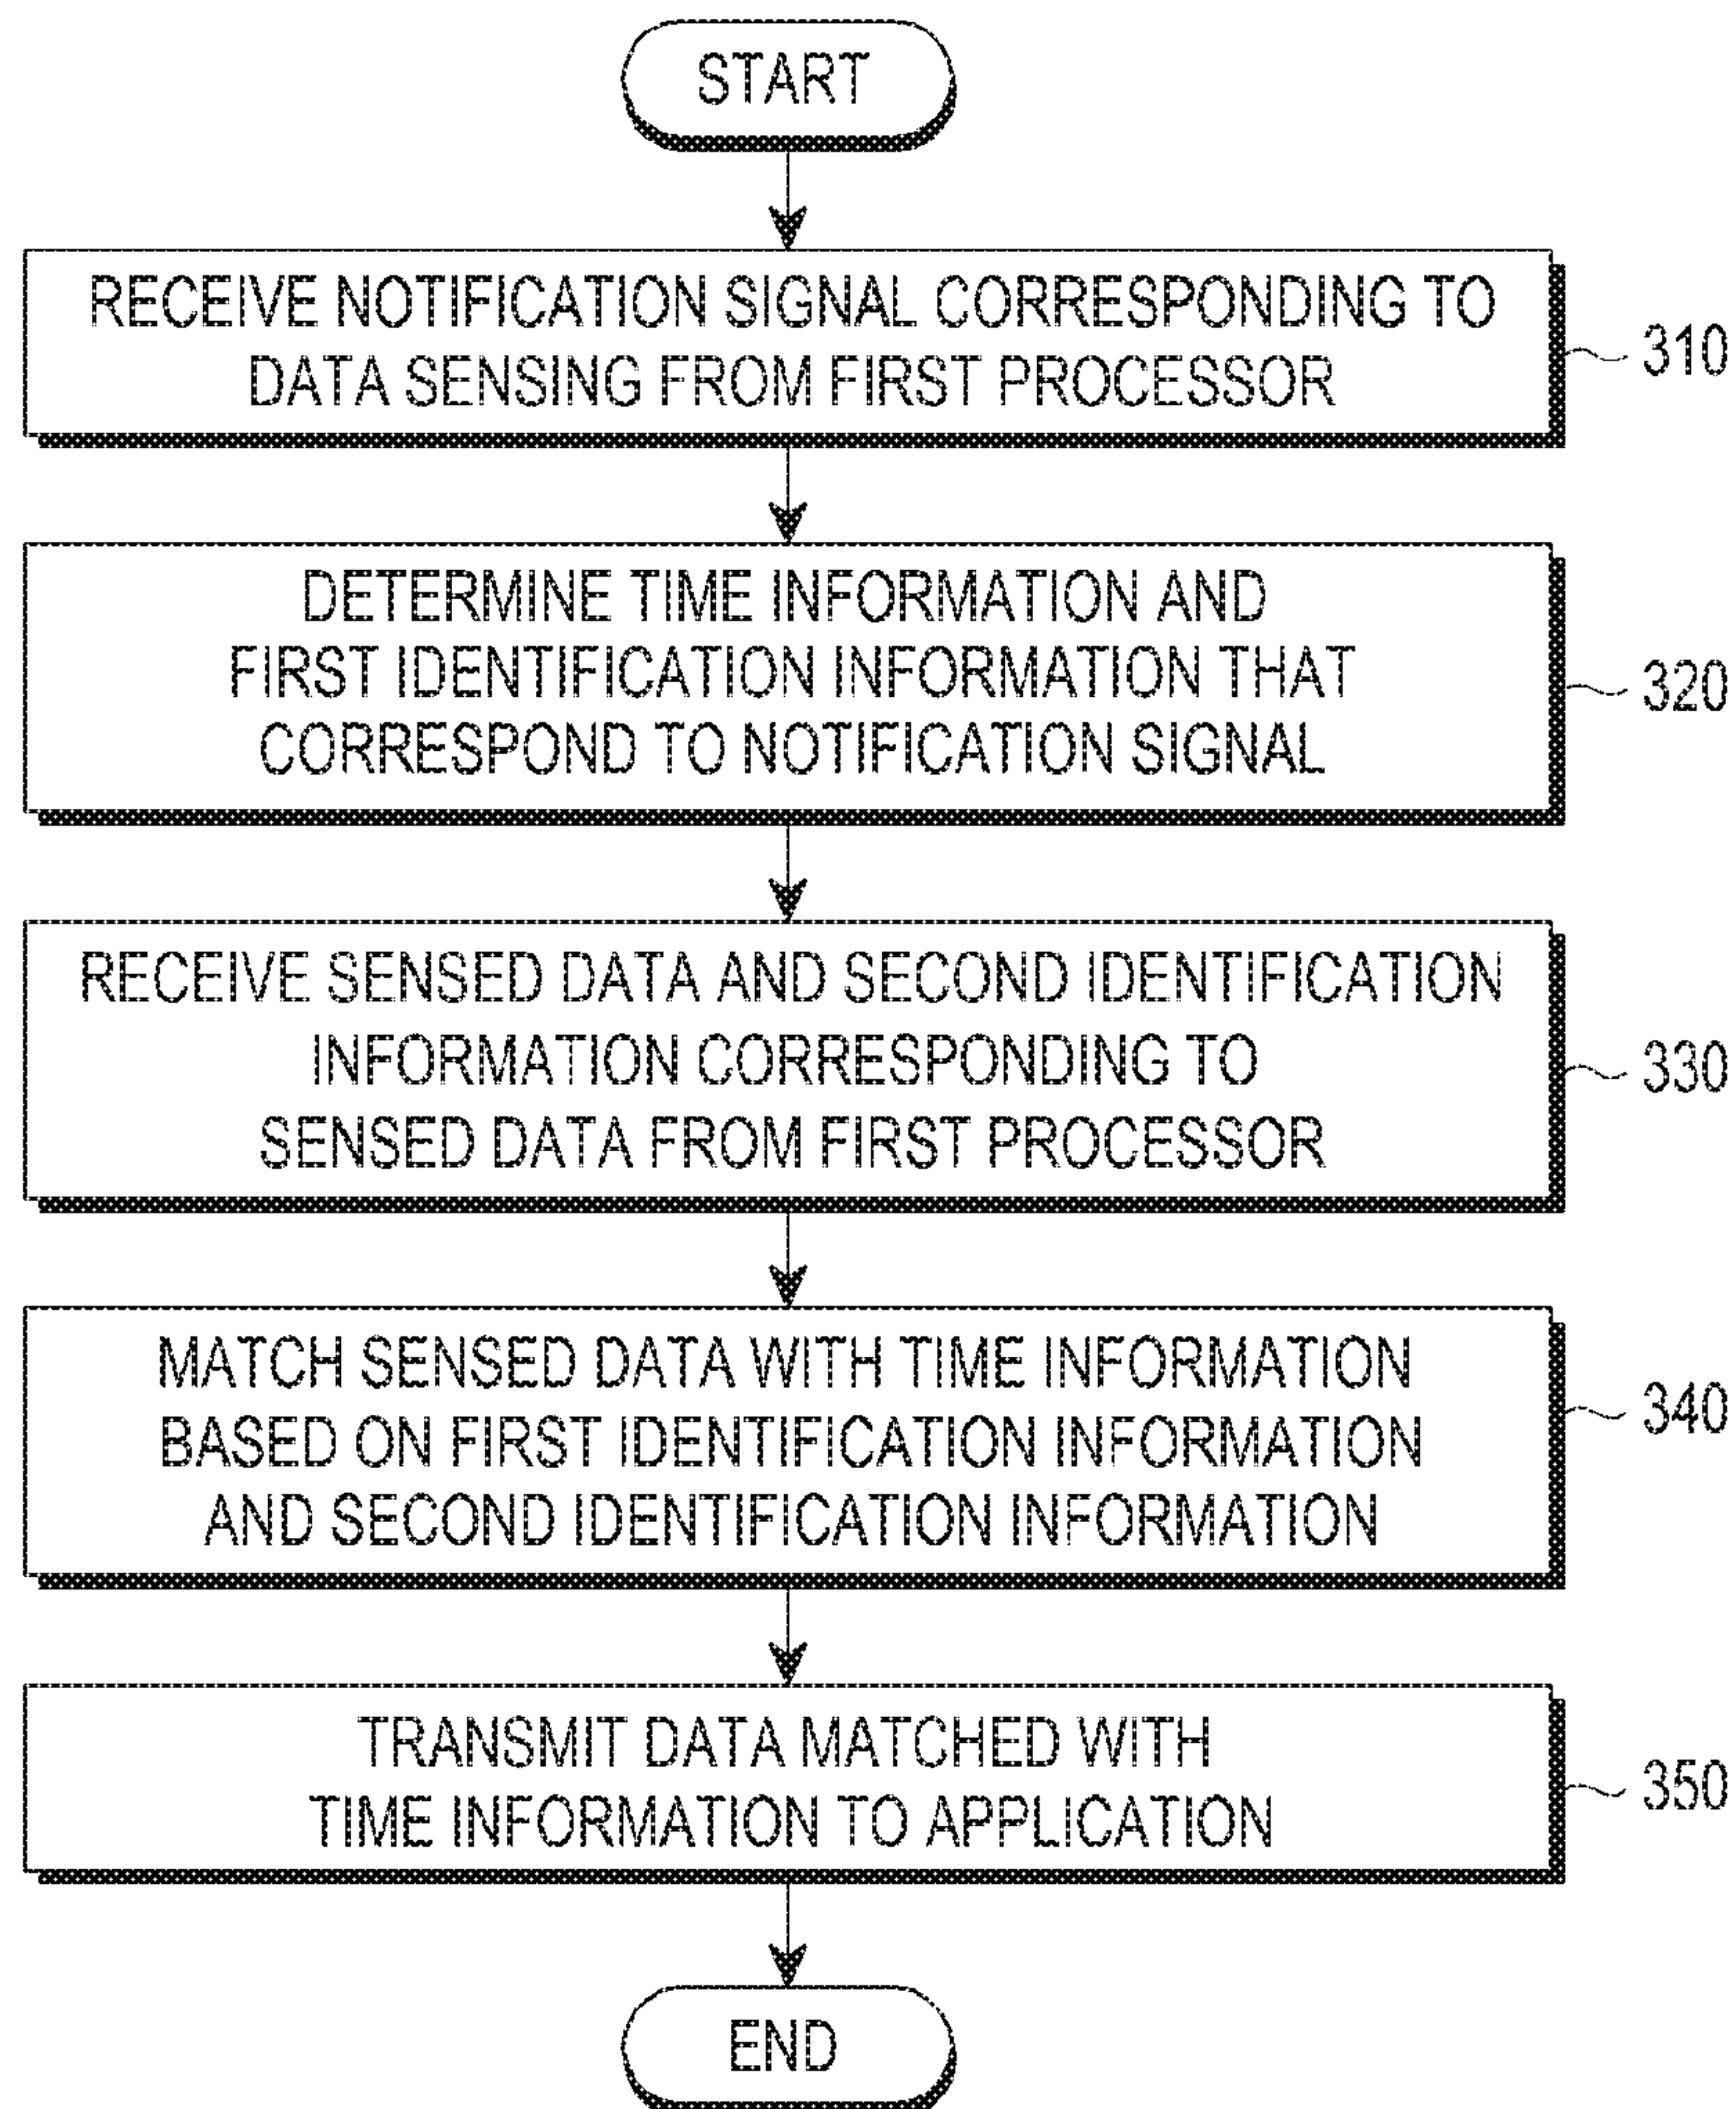 START
RECEIVE NOTIFICATION SIGNAL CORRESPONDING TO
DATA SENSING FROM FIRST PROCESSOR
310
DETERMINE TIME INFORMATION AND
FIRST IDENTIFICATION INFORMATION THAT
CORRESPOND TO NOTIFICATION SIGNAL
320
RECEIVE SENSED DATA AND SECOND IDENTIFICATION
INFORMATION CORRESPONDING TO
SENSED DATA FROM FIRST PROCESSOR
330
MATCH SENSED DATA WITH TIME INFORMATION
BASED ON FIRST IDENTIFICATION INFORMATION
AND SECOND IDENTIFICATION INFORMATION
340
TRANSMIT DATA MATCHED WITH
TIME INFORMATION TO APPLICATION
350
END